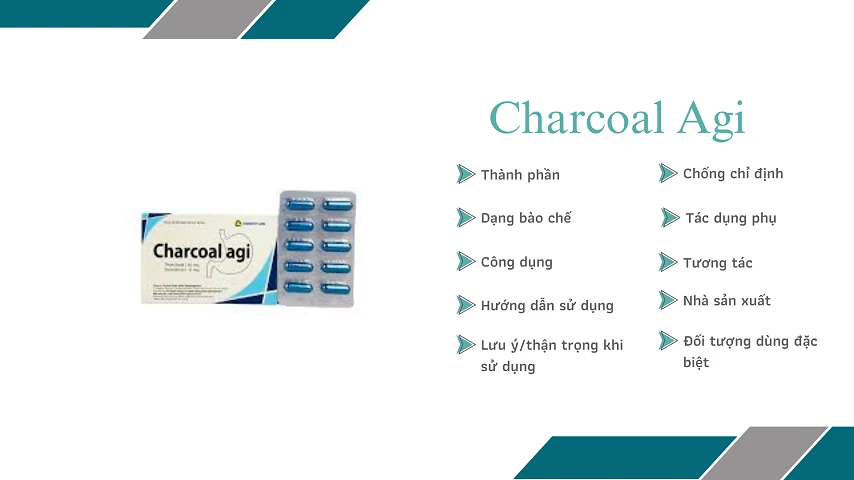 Charcoal Agi
Thành phần
Dạng bào chế
Công dụng
Hướng dẫn sử dụng
Lưu ý/thận trọng khi
sử dụng
Chống chỉ định
Tác dụng phụ
Tương tác
Nhà sản xuất
Đối tượng dùng đặc
biệt
Charcoal agi